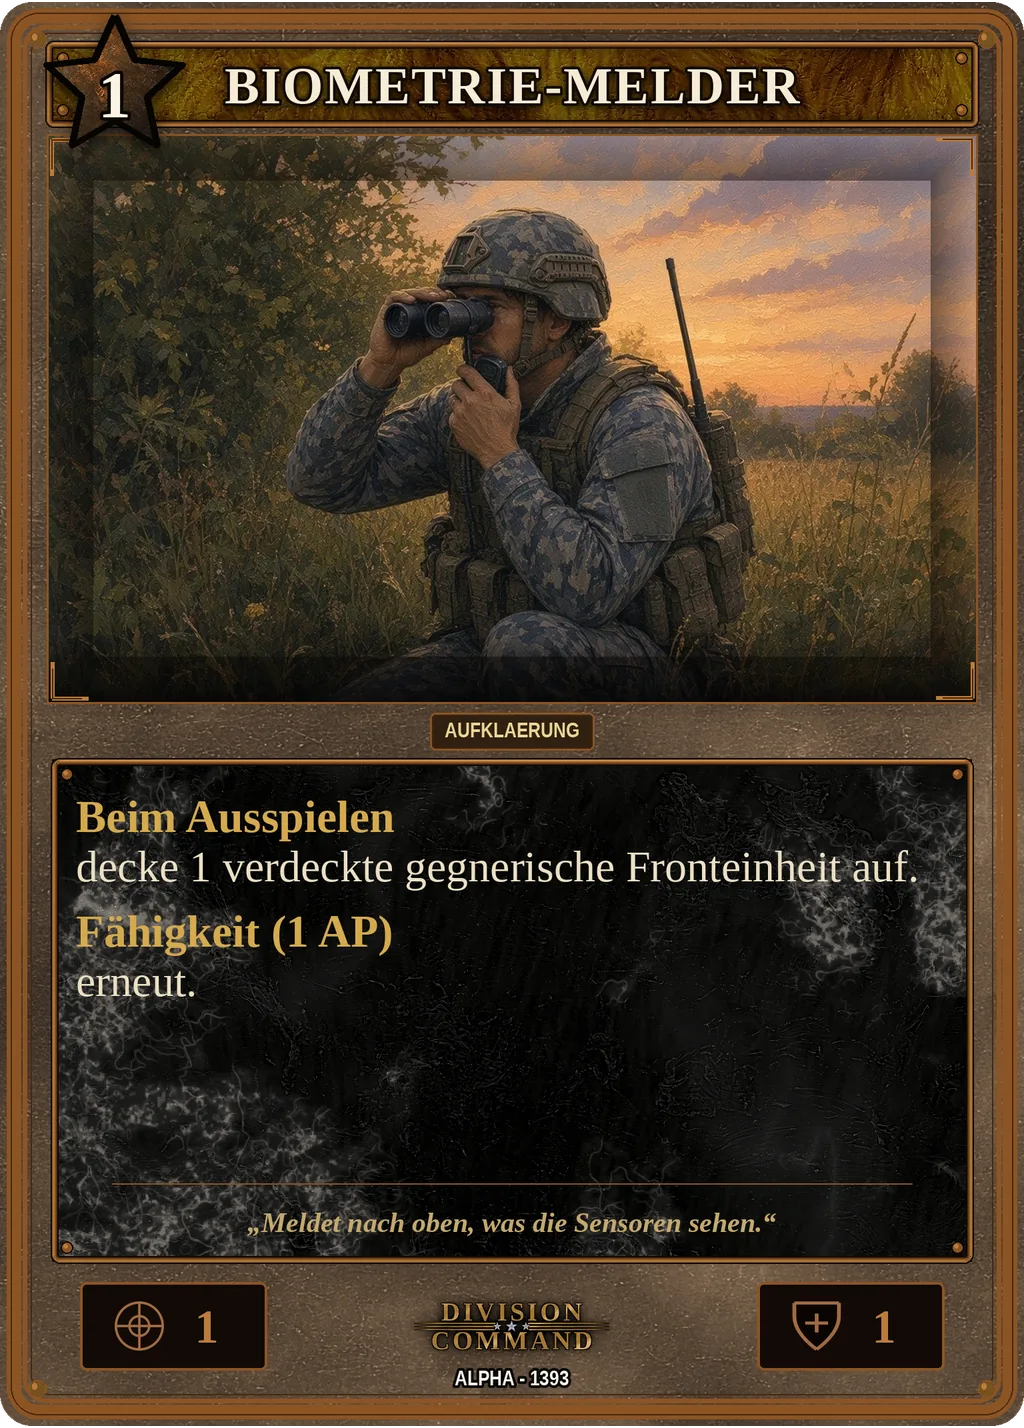 1
BIOMETRIE-MELDER
AUFKLAERUNG
Beim Ausspielen
decke 1 verdeckte gegnerische Fronteinheit auf.
Fähigkeit (1 AP)
erneut.
„Meldet nach oben, was die Sensoren sehen.“
1
DIVISION
COMMAND
ALPHA - 1393
1